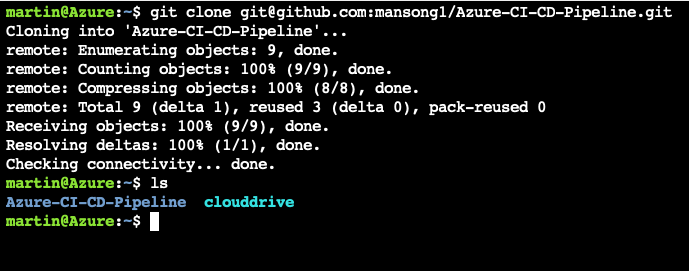 martin@Azure:~$ git clone git@github.com:mansong1/Azure-CI-CD-Pipeline.git
Cloning into 'Azure-CI-CD-Pipeline'...
remote: Enumerating objects: 9, done.
remote: Counting objects: 100% (9/9), done.
remote: Compressing objects: 100% (8/8), done.
remote: Total 9 (delta 1), reused 3 (delta 0), pack-reused 0
Receiving objects: 100% (9/9), done.
Resolving deltas: 100% (1/1), done.
Checking connectivity... done.
martin@Azure:~$ ls
Azure-CI-CD-Pipeline  clouddrive
martin@Azure:~$